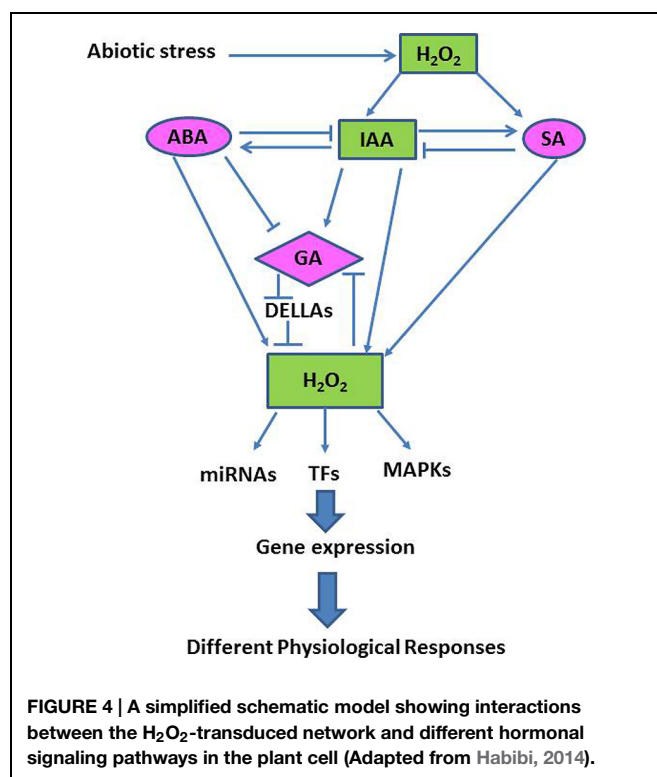 Abiotic stress
H₂O₂
ABA
IAA
SA
GA
DELLAs
H₂O₂
miRNAs TFs MAPKs
Gene expression
Different Physiological Responses
FIGURE 4 | A simplified schematic model showing interactions
between the H₂O₂-transduced network and different hormonal
signaling pathways in the plant cell (Adapted from Habibi, 2014).